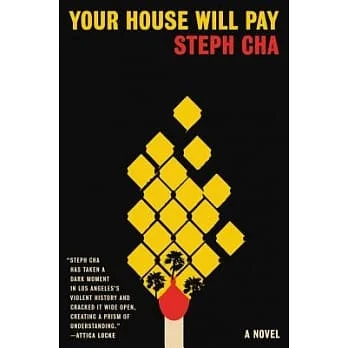 YOUR HOUSE WILL PAY
STEPH CHA
"STEPH CHA
HAS TAKEN A
DARK MOMENT
IN LOS ANGELES'S
VIOLENT HISTORY AND
CRACKED IT WIDE OPEN,
CREATING A PRISM OF
UNDERSTANDING."
—ATTICA LOCKE
A NOVEL